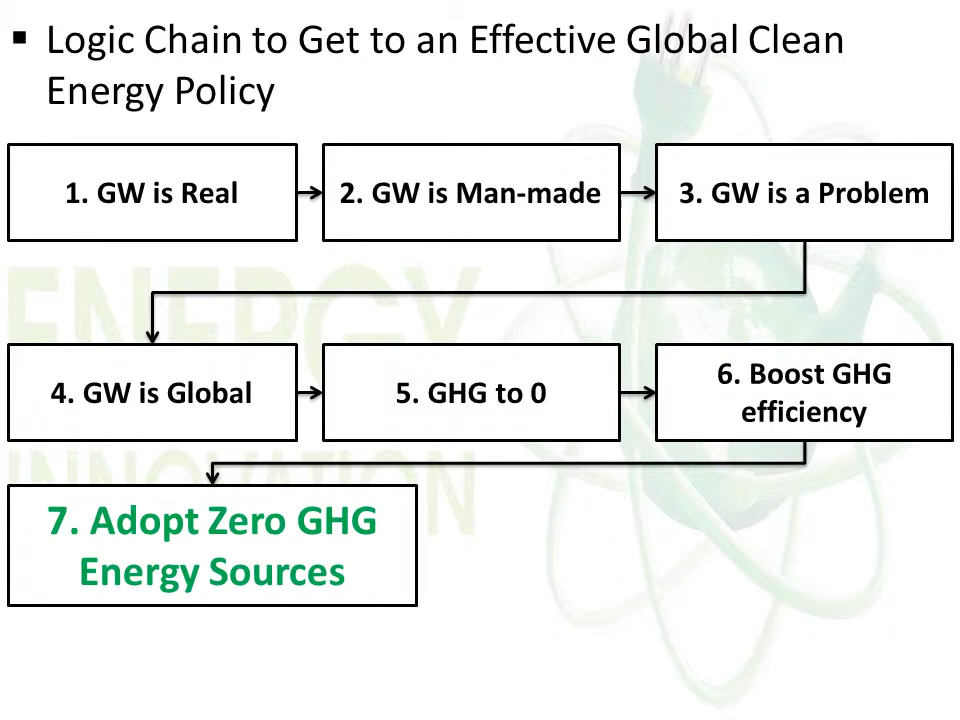 ▪ Logic Chain to Get to an Effective Global Clean
Energy Policy
1. GW is Real
2. GW is Man-made
3. GW is a Problem
4. GW is Global
5. GHG to 0
6. Boost GHG
efficiency
7. Adopt Zero GHG
Energy Sources
ENERGY
INNOVATION